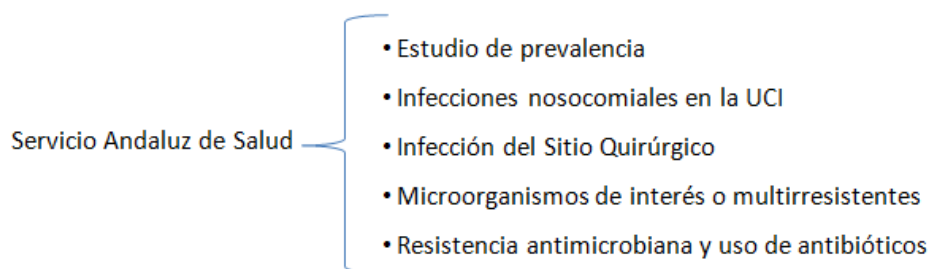 Servicio Andaluz de Salud
• Estudio de prevalencia
• Infecciones nosocomiales en la UCI
• Infección del Sitio Quirúrgico
• Microorganismos de interés o multirresistentes
• Resistencia antimicrobiana y uso de antibióticos